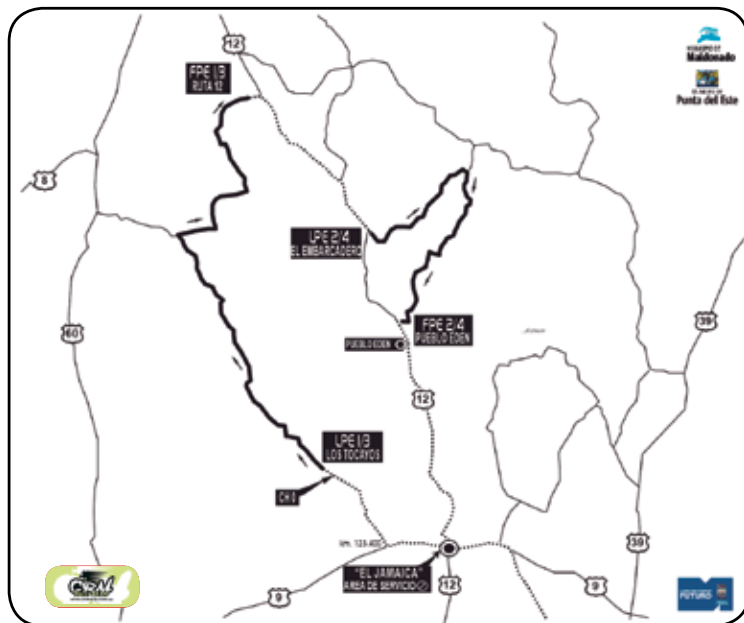 12
FPE 1/3
RUTA 12
Maldonado
Punta del Este
8
LPE 2/4
EL EMBARCADERO
60
FPE 2/4
PUEBLO EDEN
39
PUEBLO EDEN
12
LPE 1/3
LOS TOCAYOS
CH 0
39
"EL JAMAICA"
AREA DE SERVICIO
12
9
9
FUTURO